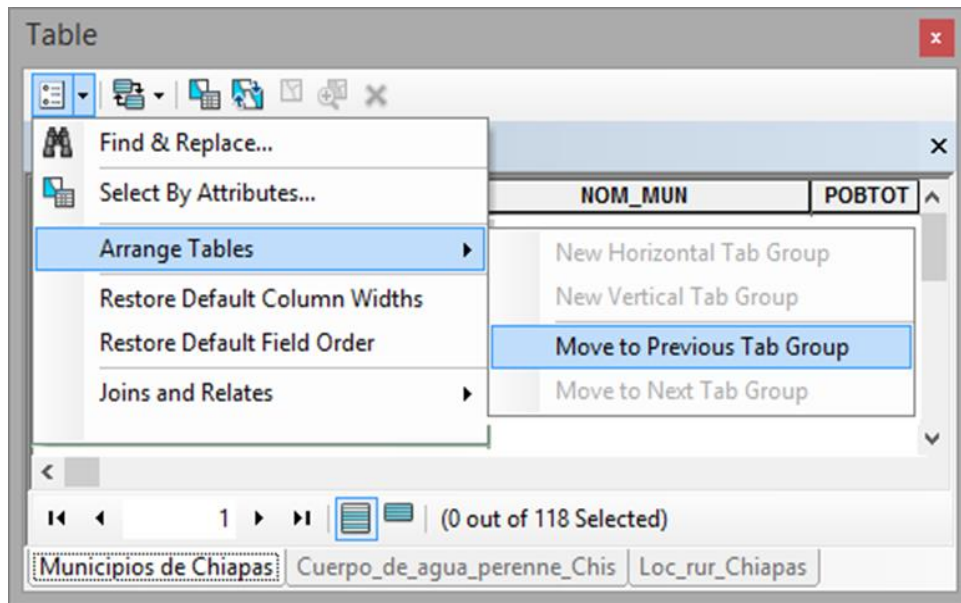 Table
Find & Replace...
Select By Attributes...
NOM_MUN POBTOT
Arrange Tables
New Horizontal Tab Group
New Vertical Tab Group
Restore Default Column Widths
Restore Default Field Order
Move to Previous Tab Group
Joins and Relates
Move to Next Tab Group
1 (0 out of 118 Selected)
Municipios de Chiapas Cuerpo_de_agua_perenne_Chis Loc_rur_Chiapas